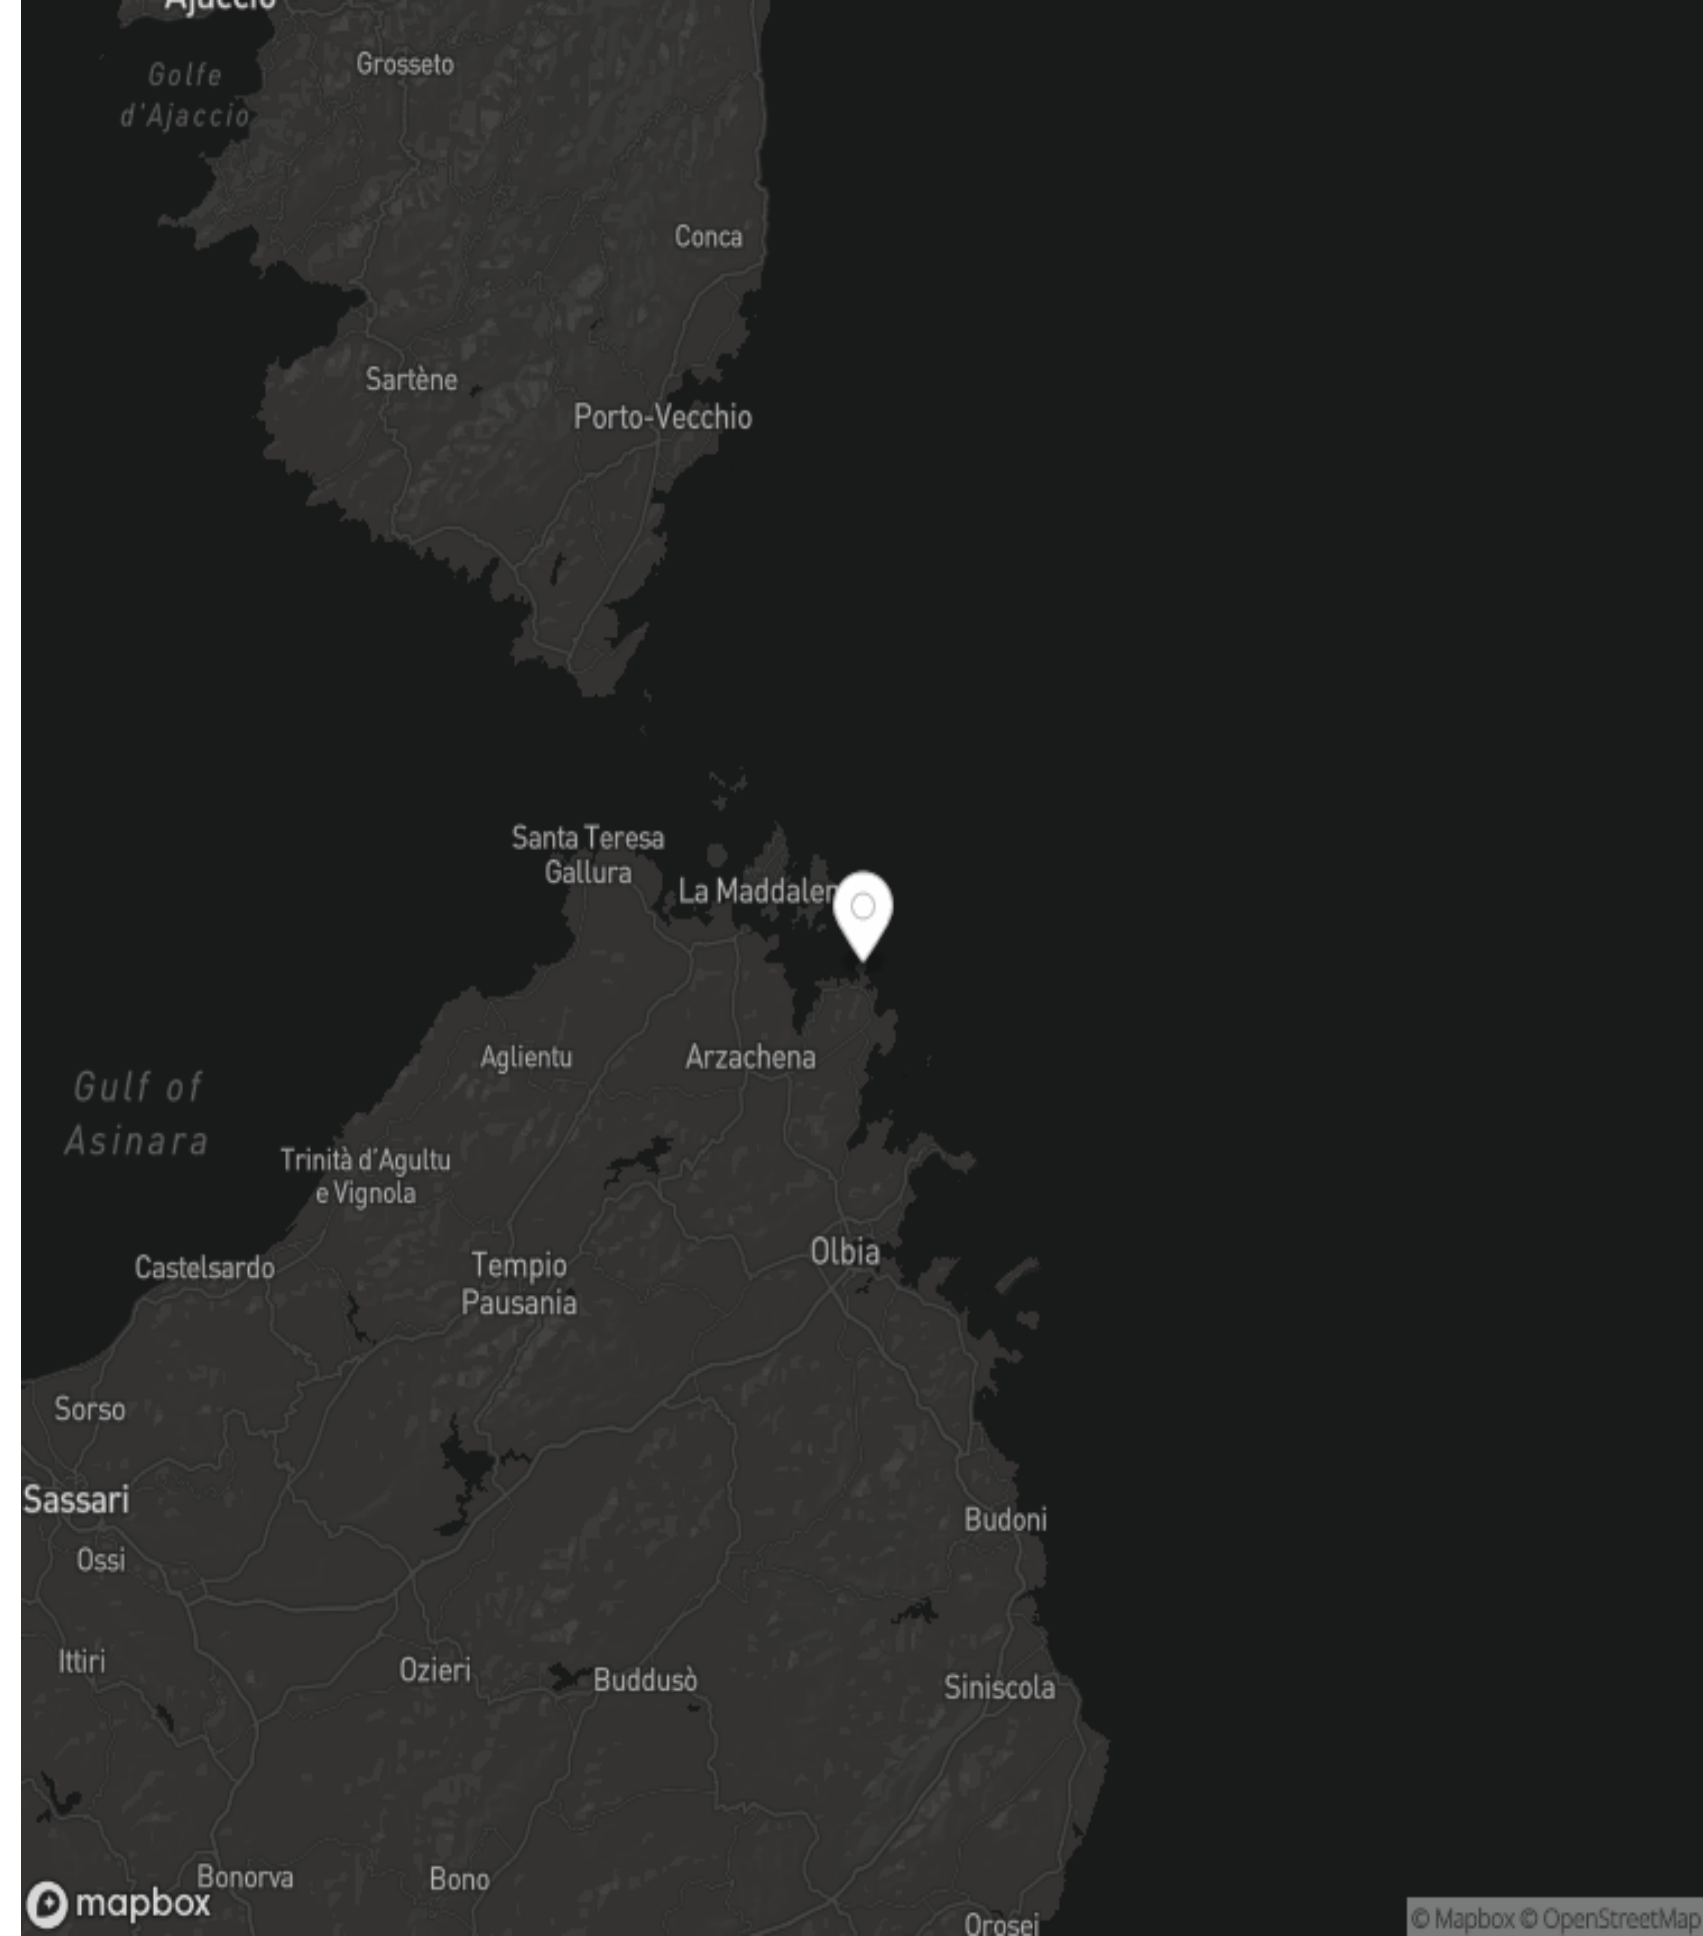 Ajaccio
Grosseto
Golfe
d'Ajaccio
Conca
Sartène
Porto-Vecchio
Santa Teresa
Gallura
La Maddalen
Aglientu
Arzachena
Gulf of
Asinara
Trinità d'Agultu
e Vignola
Olbia
Castelsardo
Tempio
Pausania
Sorso
Sassari
Budoni
Ossi
Ittiri
Ozieri
Buddusò
Siniscola
Bonorva
Bono
mapbox
Orosei
© Mapbox © OpenStreetMap